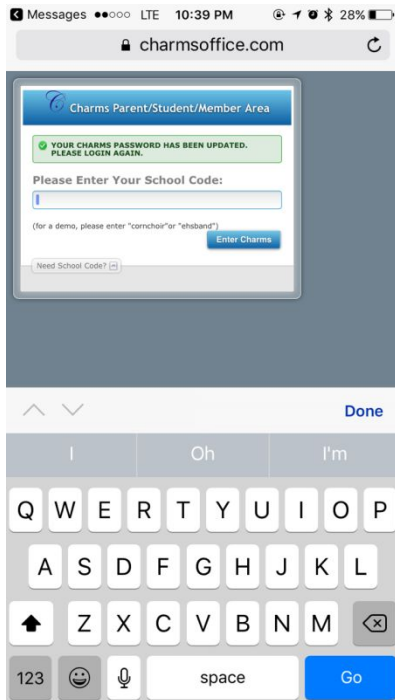 Messages LTE 10:39 PM 28%
charmsoffice.com
C Charms Parent/Student/Member Area
YOUR CHARMS PASSWORD HAS BEEN UPDATED.
PLEASE LOGIN AGAIN.
Please Enter Your School Code:
(for a demo, please enter "cornchoir"or "ehsband")
Enter Charms
Need School Code?
Done
I Oh I'm
Q W E R T Y U I O P
A S D F G H J K L
Z X C V B N M
123 space Go